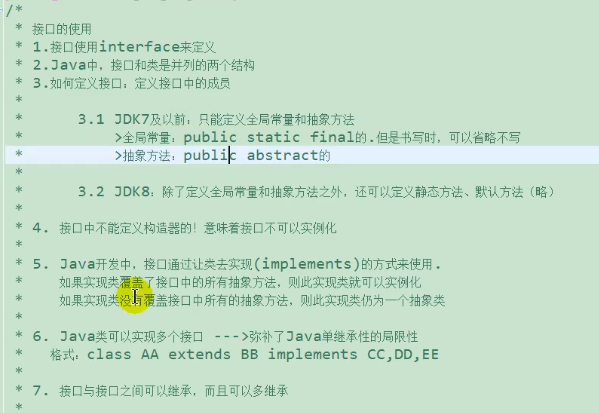 /*
* 接口的使用
* 1.接口使用interface来定义
* 2.Java中，接口和类是并列的两个结构
* 3.如何定义接口：定义接口中的成员
*
* 3.1 JDK7及以前：只能定义全局常量和抽象方法
* >全局常量：public static final的.但是书写时，可以省略不写
* >抽象方法：public abstract的
*
* 3.2 JDK8：除了定义全局常量和抽象方法之外，还可以定义静态方法、默认方法（略）
*
* 4. 接口中不能定义构造器的！意味着接口不可以实例化
*
* 5. Java开发中，接口通过让类去实现(implements)的方式来使用.
* 如果实现类覆盖了接口中的所有抽象方法，则此实现类就可以实例化
* 如果实现类没有覆盖接口中所有的抽象方法，则此实现类仍为一个抽象类
*
* 6. Java类可以实现多个接口 --->弥补了Java单继承性的局限性
* 格式：class AA extends BB implements CC,DD,EE
*
* 7. 接口与接口之间可以继承，而且可以多继承
*